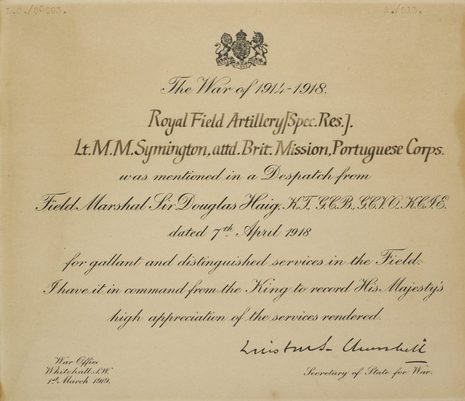 The War of 1914-1918.
Royal Field Artillery [Spec. Res.].
Lt. M. M. Symington, attd. Brit. Mission, Portuguese Corps.
was mentioned in a Despatch from
Field Marshal Sir Douglas Haig, K.T. G.C.B. G.C.V.O. K.C.I.E.
dated 7th April 1918
for gallant and distinguished services in the Field.
I have it in command from the King to record His Majesty's
high appreciation of the services rendered.
Winston S. Churchill
War Office
Whitehall, S.W.
1st March 1919.
Secretary of State for War.